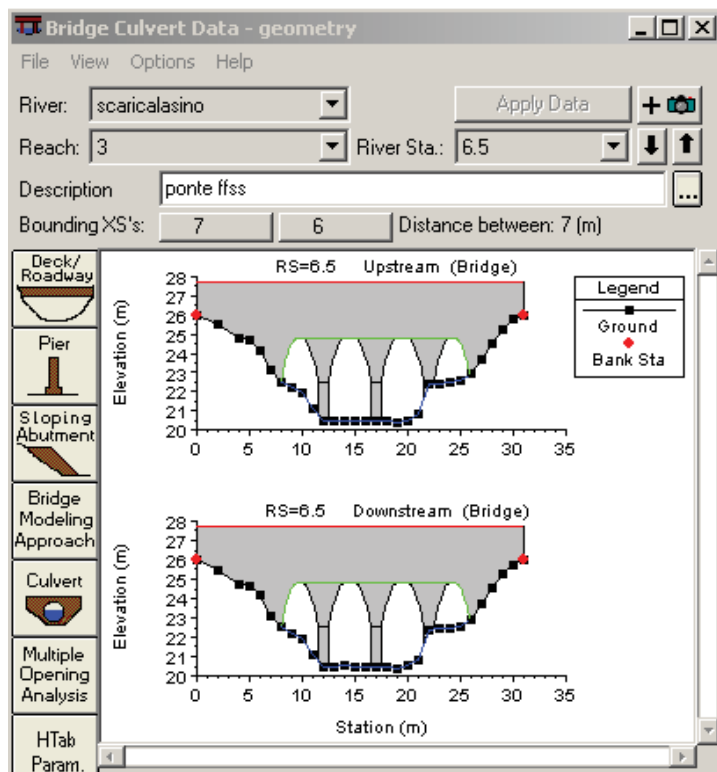 Bridge Culvert Data - geometry
File View Options Help
River: scaricalasino Apply Data +
Reach: 3 River Sta.: 6.5
Description ponte ffss ...
Bounding XS's: 7 6 Distance between: 7 (m)
Deck/
Roadway
Pier
Sloping
Abutment
Bridge
Modeling
Approach
Culvert
Multiple
Opening
Analysis
HTab
Param.
RS=6.5 Upstream (Bridge)
Elevation (m)
28
27
26
25
24
23
22
21
20
0 5 10 15 20 25 30 35
Legend
Ground
Bank Sta
RS=6.5 Downstream (Bridge)
Elevation (m)
28
27
26
25
24
23
22
21
20
0 5 10 15 20 25 30 35
Station (m)